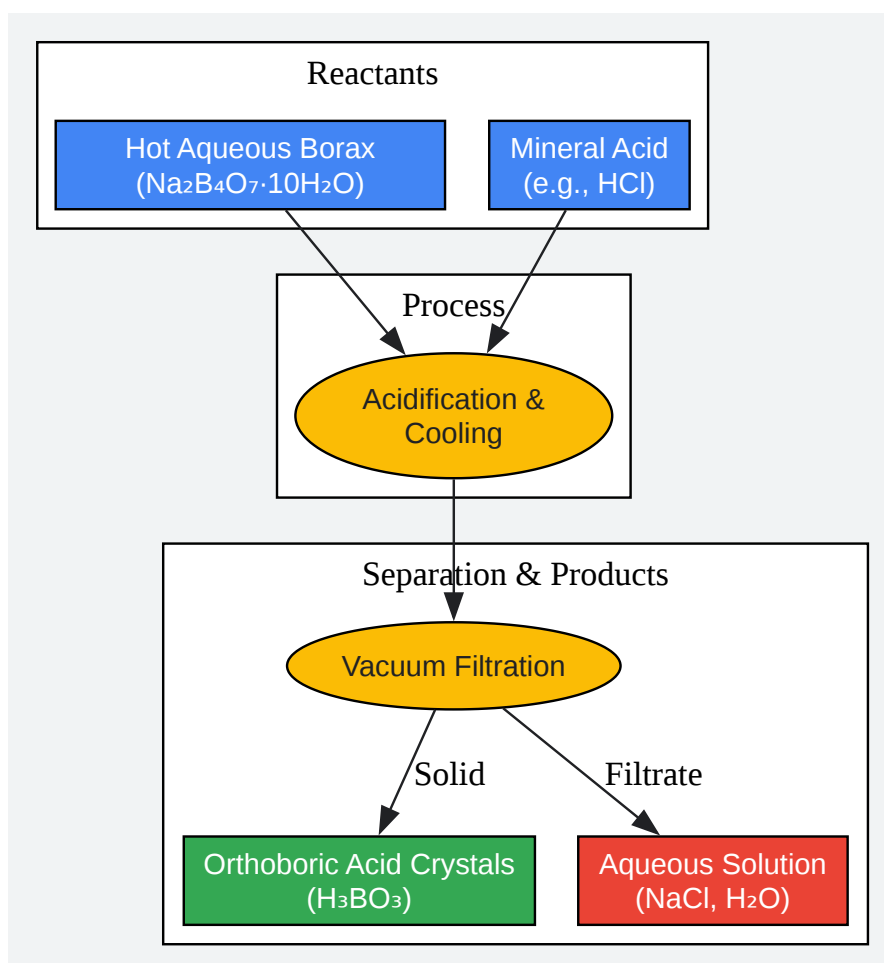 Reactants
Hot Aqueous Borax
(Na₂B₄O₇·10H₂O)
Mineral Acid
(e.g., HCl)
Process
Acidification &
Cooling
Separation & Products
Vacuum Filtration
Solid
Filtrate
Orthoboric Acid Crystals
(H₃BO₃)
Aqueous Solution
(NaCl, H₂O)